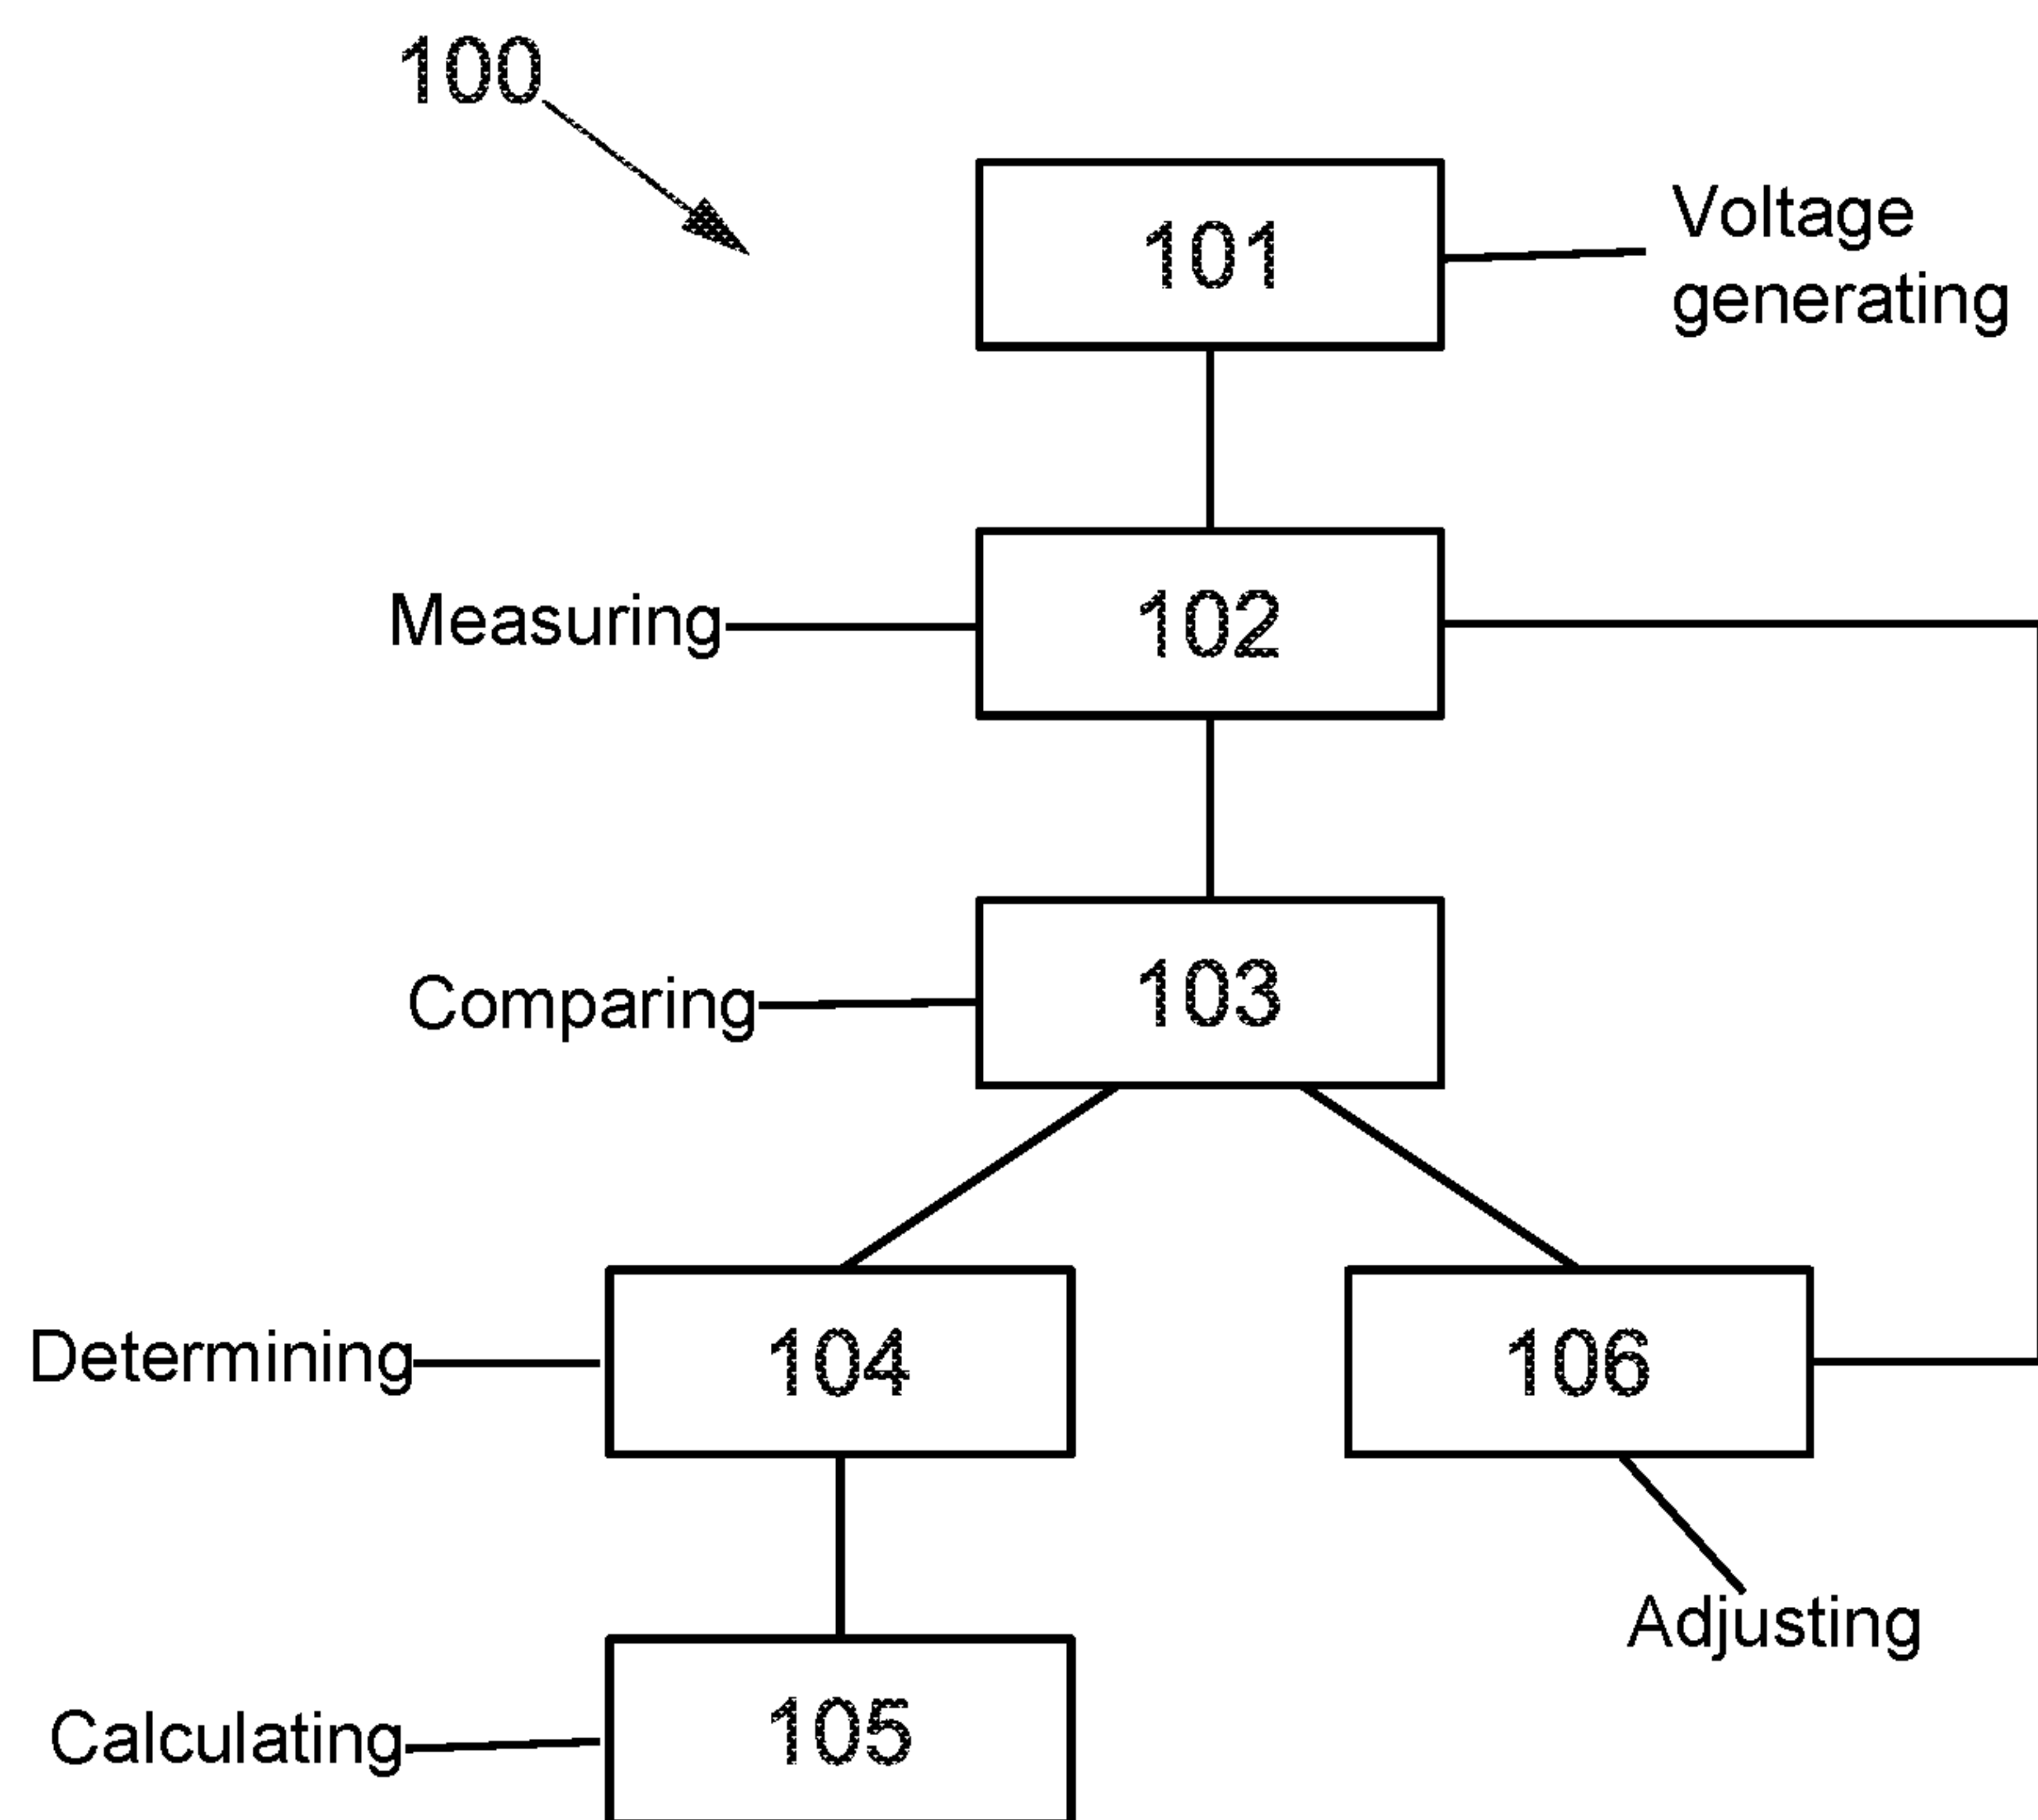 100
101
Voltage
generating
Measuring
102
Comparing
103
Determining
104
106
Adjusting
Calculating
105